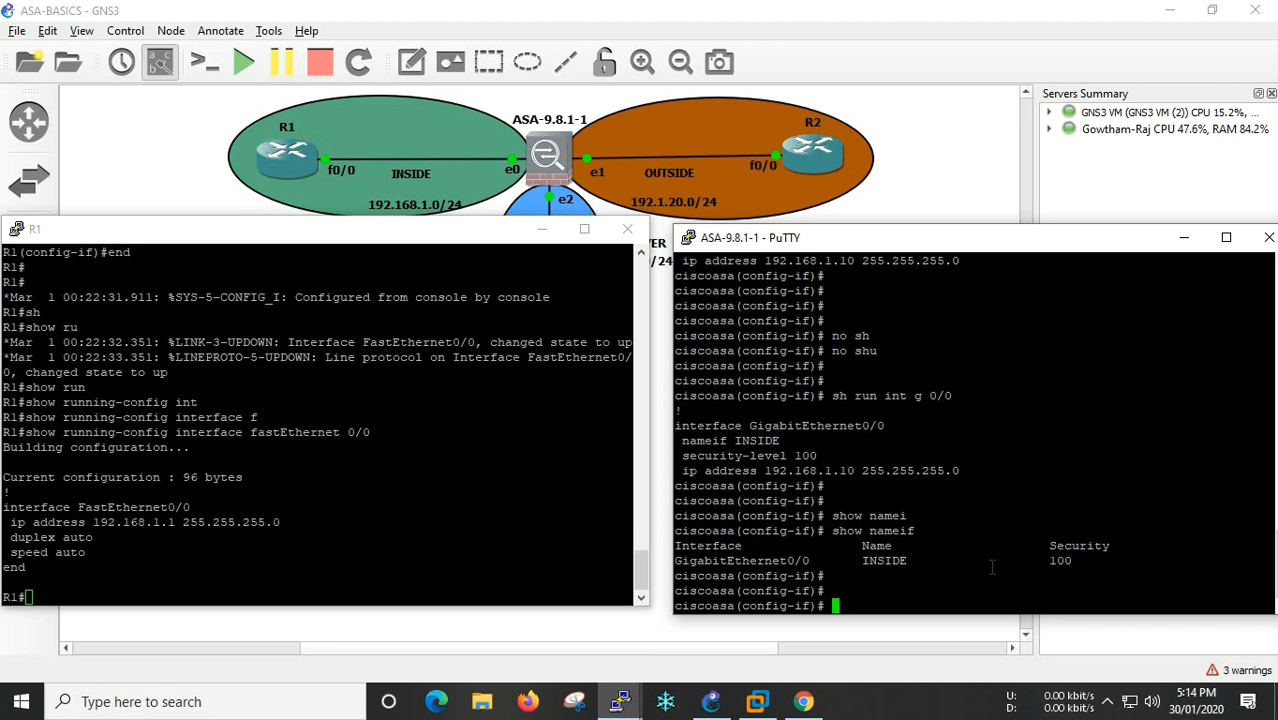 ASA-BASICS - GNS3
File Edit View Control Node Annotate Tools Help
Servers Summary
GNS3 VM (GNS3 VM (2)) CPU 15.2%, ...
Gowtham-Raj CPU 47.6%, RAM 84.2%
ASA-9.8.1-1
R1
R2
f0/0
e0
e1
f0/0
INSIDE
OUTSIDE
192.168.1.0/24
e2
192.1.20.0/24
R1
R1(config-if)#end
R1#
R1#
*Mar  1 00:22:31.911: %SYS-5-CONFIG_I: Configured from console by console
R1#sh
R1#show ru
*Mar  1 00:22:32.351: %LINK-3-UPDOWN: Interface FastEthernet0/0, changed state to up
*Mar  1 00:22:33.351: %LINEPROTO-5-UPDOWN: Line protocol on Interface FastEthernet0/
0, changed state to up
R1#show run
R1#show running-config int
R1#show running-config interface f
R1#show running-config interface fastEthernet 0/0
Building configuration...
Current configuration : 96 bytes
!
interface FastEthernet0/0
 ip address 192.168.1.1 255.255.255.0
 duplex auto
 speed auto
end
R1#
VER
0/24
ASA-9.8.1-1 - PuTTY
 ip address 192.168.1.10 255.255.255.0
ciscoasa(config-if)#
ciscoasa(config-if)#
ciscoasa(config-if)#
ciscoasa(config-if)#
ciscoasa(config-if)# no sh
ciscoasa(config-if)# no shu
ciscoasa(config-if)#
ciscoasa(config-if)#
ciscoasa(config-if)# sh run int g 0/0
!
interface GigabitEthernet0/0
 nameif INSIDE
 security-level 100
 ip address 192.168.1.10 255.255.255.0
ciscoasa(config-if)#
ciscoasa(config-if)#
ciscoasa(config-if)# show namei
ciscoasa(config-if)# show nameif
Interface Name Security
GigabitEthernet0/0 INSIDE 100
ciscoasa(config-if)#
ciscoasa(config-if)#
ciscoasa(config-if)#
3 warnings
Type here to search
U: 0.00 kbit/s
D: 0.00 kbit/s
5:14 PM
30/01/2020